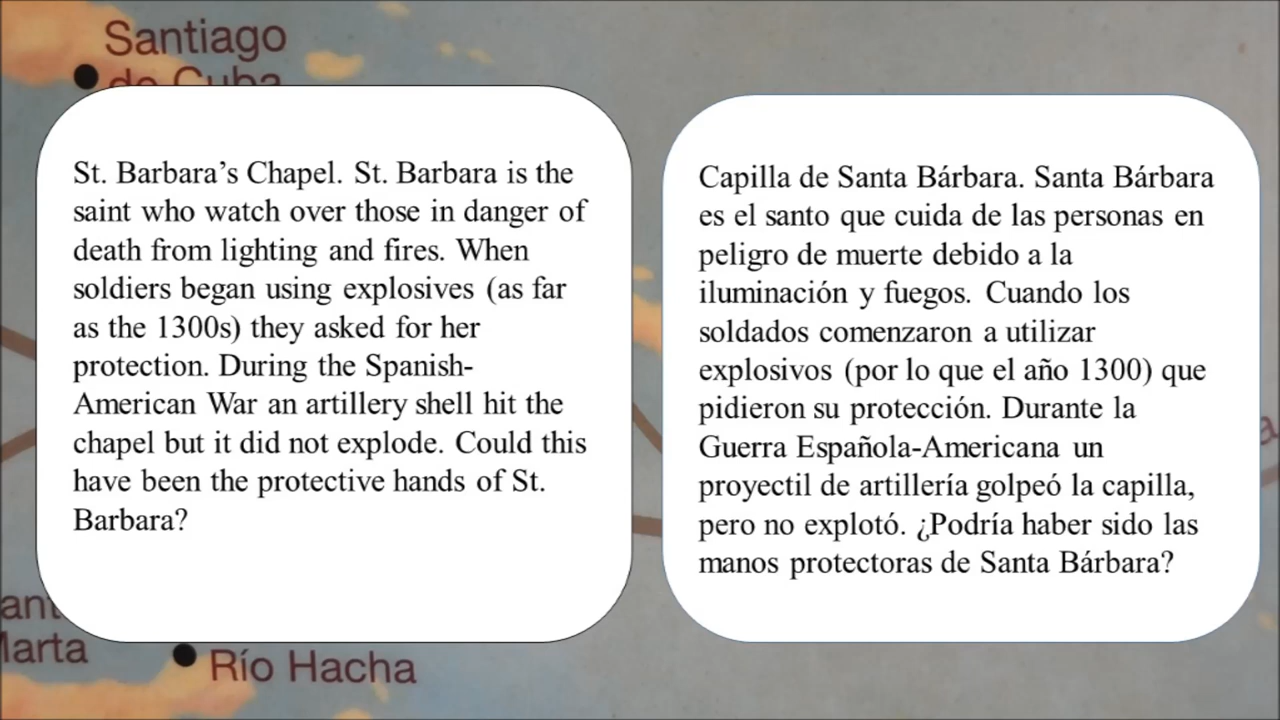 Santiago
de Cuba
St. Barbara’s Chapel. St. Barbara is the
saint who watch over those in danger of
death from lighting and fires. When
soldiers began using explosives (as far
as the 1300s) they asked for her
protection. During the Spanish-
American War an artillery shell hit the
chapel but it did not explode. Could this
have been the protective hands of St.
Barbara?
Capilla de Santa Bárbara. Santa Bárbara
es el santo que cuida de las personas en
peligro de muerte debido a la
iluminación y fuegos. Cuando los
soldados comenzaron a utilizar
explosivos (por lo que el año 1300) que
pidieron su protección. Durante la
Guerra Española-Americana un
proyectil de artillería golpeó la capilla,
pero no explotó. ¿Podría haber sido las
manos protectoras de Santa Bárbara?
Marta
Río Hacha